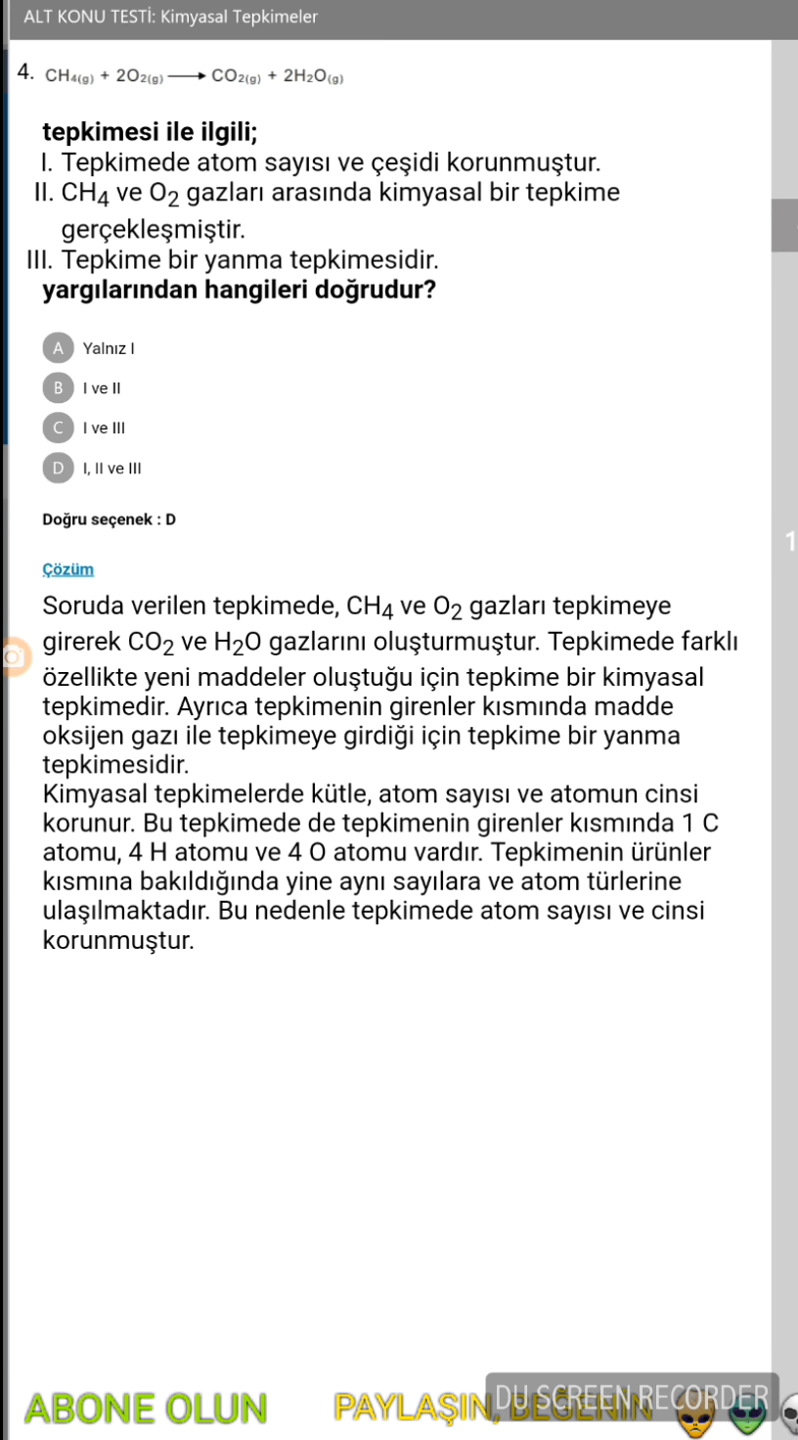 ALT KONU TESTİ: Kimyasal Tepkimeler
4. CH4(g) + 2O2(g) ⟶ CO2(g) + 2H2O(g)
tepkimesi ile ilgili;
I. Tepkimede atom sayısı ve çeşidi korunmuştur.
II. CH4 ve O2 gazları arasında kimyasal bir tepkime
gerçekleşmiştir.
III. Tepkime bir yanma tepkimesidir.
yargılarından hangileri doğrudur?
A Yalnız I
B I ve II
C I ve III
D I, II ve III
Doğru seçenek : D
1
Çözüm
Soruda verilen tepkimede, CH4 ve O2 gazları tepkimeye
girerek CO2 ve H2O gazlarını oluşturmuştur. Tepkimede farklı
özellikte yeni maddeler oluştuğu için tepkime bir kimyasal
tepkimedir. Ayrıca tepkimenin girenler kısmında madde
oksijen gazı ile tepkimeye girdiği için tepkime bir yanma
tepkimesidir.
Kimyasal tepkimelerde kütle, atom sayısı ve atomun cinsi
korunur. Bu tepkimede de tepkimenin girenler kısmında 1 C
atomu, 4 H atomu ve 4 O atomu vardır. Tepkimenin ürünler
kısmına bakıldığında yine aynı sayılara ve atom türlerine
ulaşılmaktadır. Bu nedenle tepkimede atom sayısı ve cinsi
korunmuştur.
DU SCREEN RECORDER
ABONE OLUN PAYLAŞIN, BEĞENİN